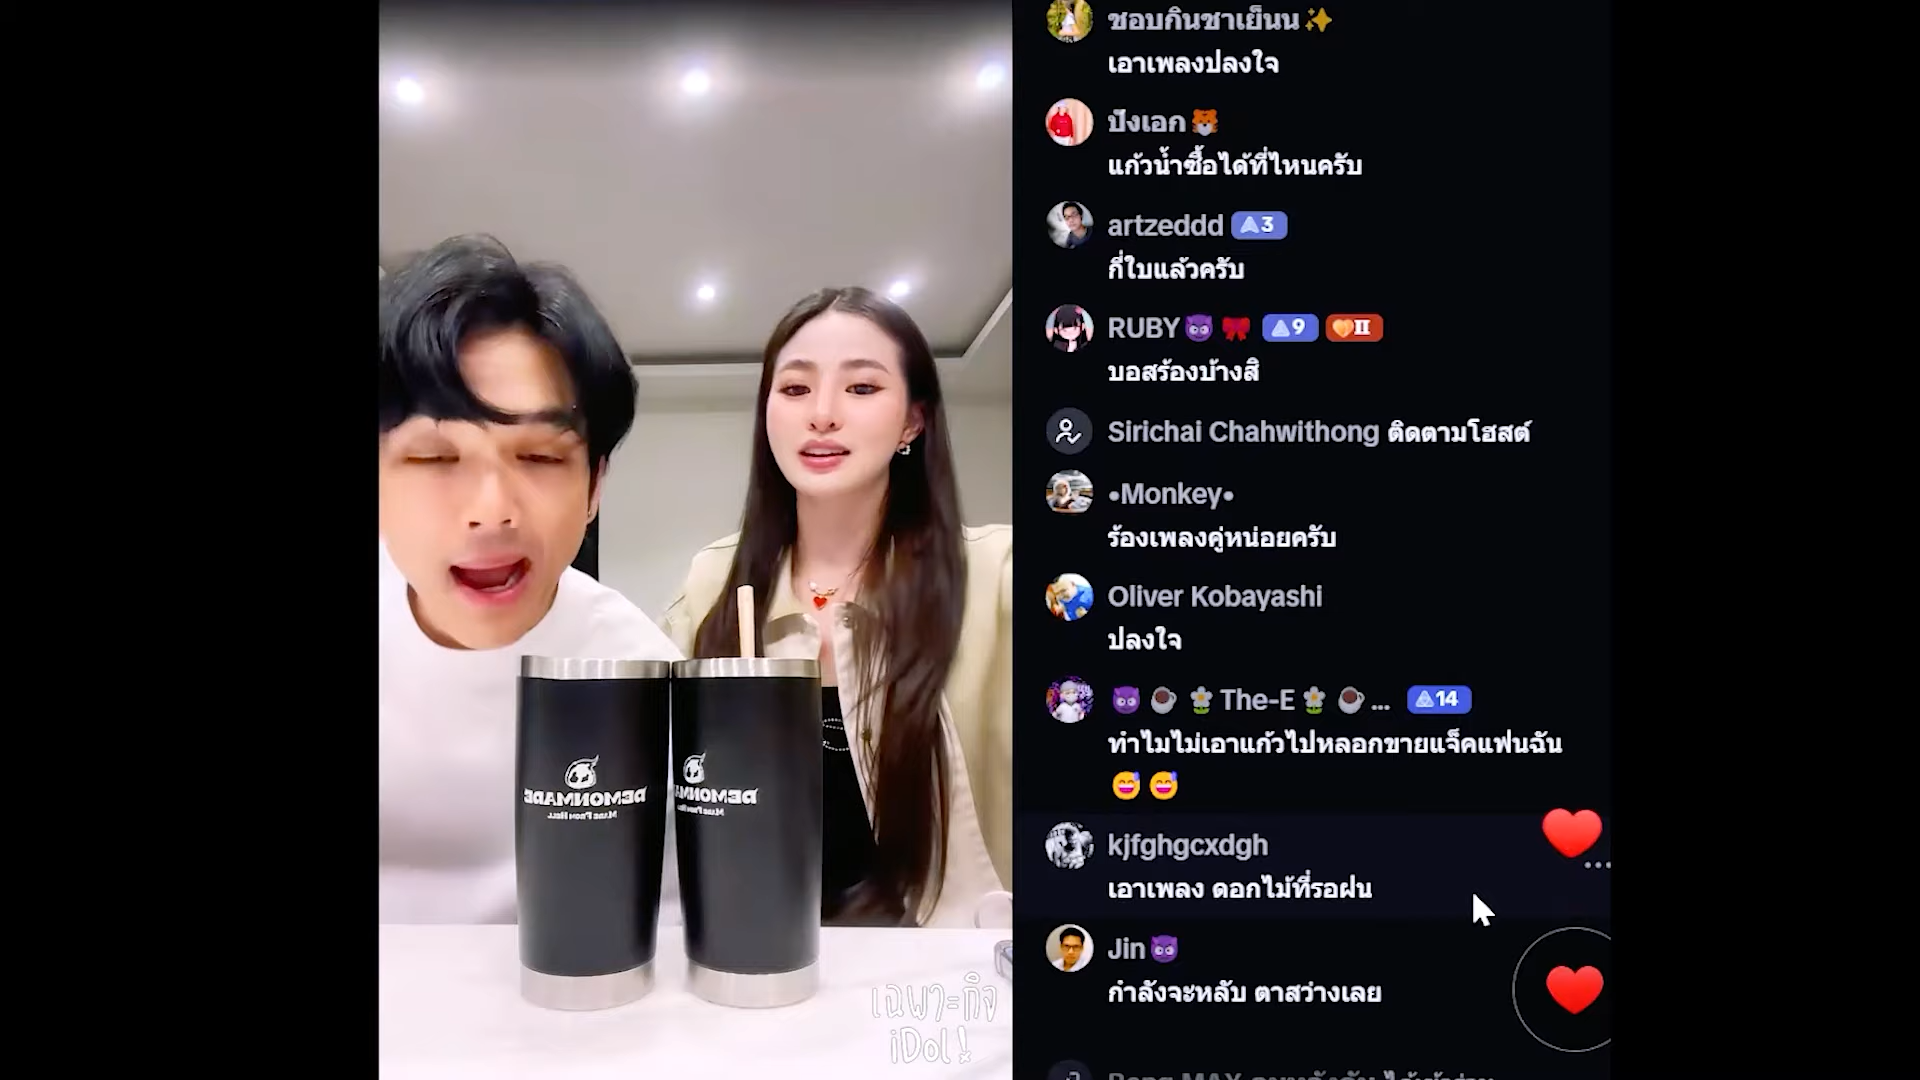 ชอบกินชาเย็นน✨
เอาเพลงปลงใจ
ปังเอก🐯
แก้วน้ำซื้อได้ที่ไหนครับ
artzeddd 3
กี่ใบแล้วครับ
RUBY😈🎀 9 II
บอสร้องบ้างสิ
Sirichai Chahwithong ติดตามโฮสต์
•Monkey•
ร้องเพลงคู่หน่อยครับ
Oliver Kobayashi
ปลงใจ
😈☕🌼The-E🌼☕... 14
ทำไมไม่เอาแก้วไปหลอกขายแจ็คแฟนฉัน
😅😅
kjfghgcxdgh
เอาเพลง ดอกไม้ที่รอฝน
Jin😈
กำลังจะหลับ ตาสว่างเลย
DEMONMADE
MADE FROM HELL
DEMONMADE
เฉพาะกิจ
iDol!